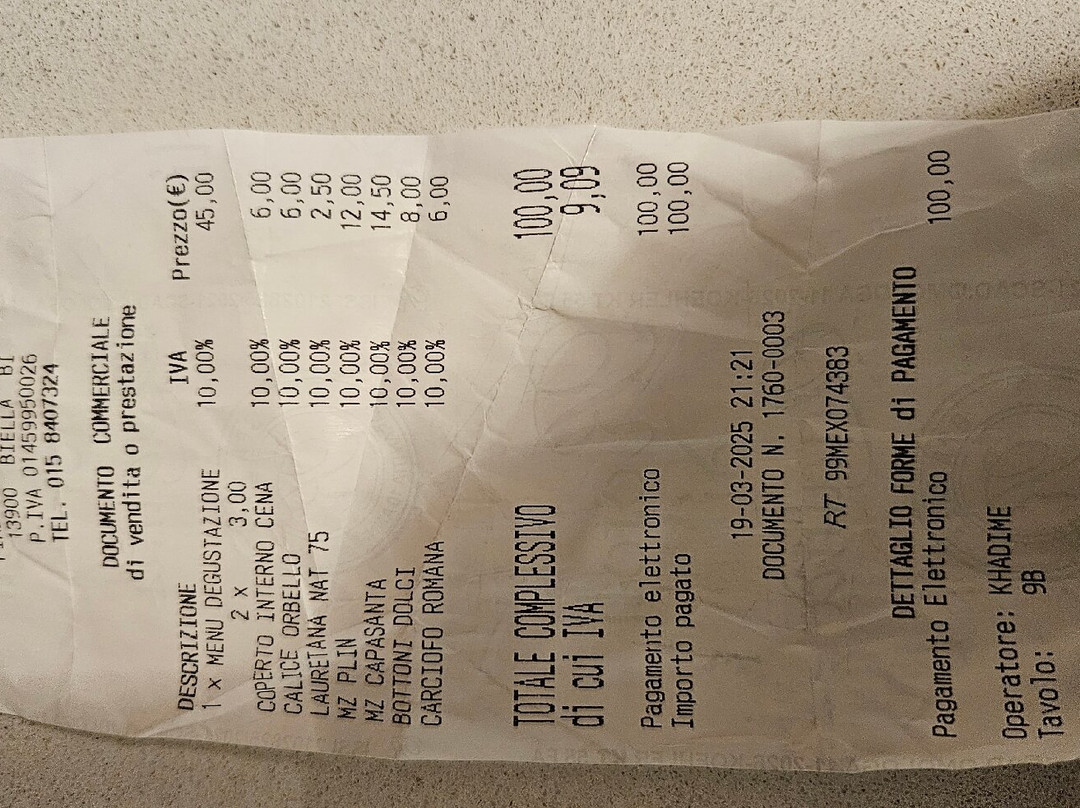 13900 BIELLA BI
P.IVA 01459950026
TEL. 015 8407324
DOCUMENTO COMMERCIALE
di vendita o prestazione
DESCRIZIONE IVA Prezzo(€)
1 x MENU DEGUSTAZIONE 10,00% 45,00
2 x 3,00
COPERTO INTERNO CENA 10,00% 6,00
CALICE ORBELLO 10,00% 6,00
LAURETANA NAT 75 10,00% 2,50
MZ PLIN 10,00% 12,00
MZ CAPASANTA 10,00% 14,50
BOTTONI DOLCI 10,00% 8,00
CARCIOFO ROMANA 10,00% 6,00
TOTALE COMPLESSIVO 100,00
di cui IVA 9,09
Pagamento elettronico 100,00
Importo pagato 100,00
19-03-2025 21:21
DOCUMENTO N. 1760-0003
RT 99MEX074383
DETTAGLIO FORME di PAGAMENTO
Pagamento Elettronico 100,00
Operatore: KHADIME
Tavolo: 9B